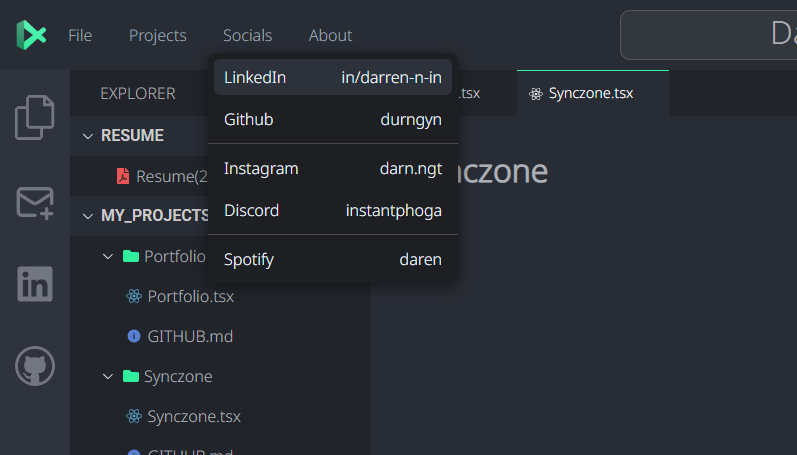 File Projects Socials About Da
LinkedIn in/darren-n-in
Github durngyn
Instagram darn.ngt
Discord instantphoga
Spotify daren
EXPLORER
.tsx Synczone.tsx
RESUME
Resume(2
nczone
MY_PROJECTS
Portfolio
Portfolio.tsx
GITHUB.md
Synczone
Synczone.tsx
GITHUB.md